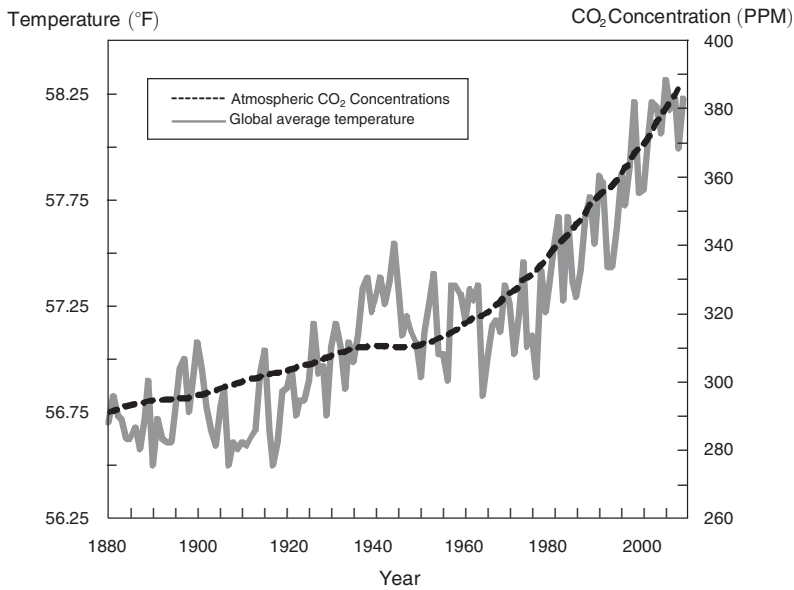 Temperature (°F)
CO₂ Concentration (PPM)
Atmospheric CO₂ Concentrations
Global average temperature
58.25
57.75
57.25
56.75
56.25
400
380
360
340
320
300
280
260
1880 1900 1920 1940 1960 1980 2000
Year